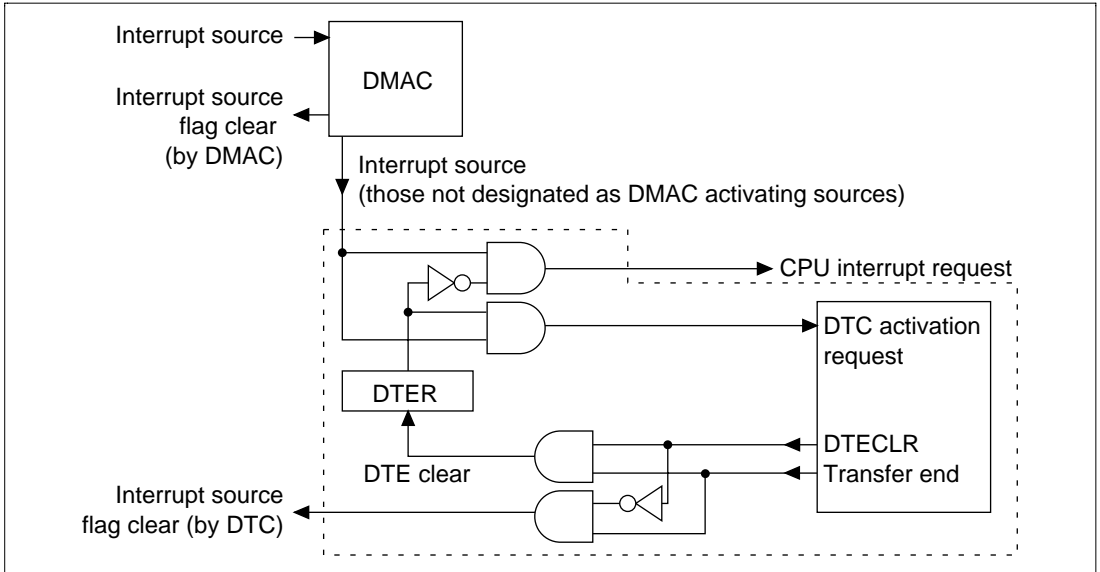 Interrupt source
DMAC
Interrupt source
flag clear
(by DMAC)
Interrupt source
(those not designated as DMAC activating sources)
CPU interrupt request
DTC activation
request
DTER
DTECLR
DTE clear
Transfer end
Interrupt source
flag clear (by DTC)